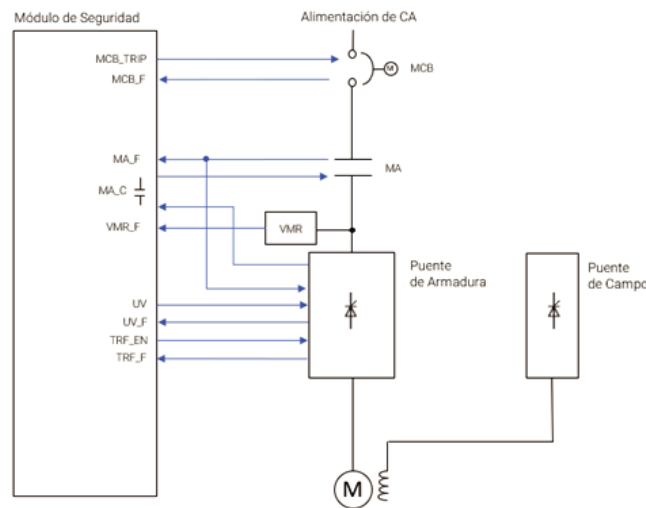 Módulo de Seguridad
Alimentación de CA
MCB_TRIP
MCB_F
M
MCB
MA_F
MA
MA_C
VMR_F
VMR
Puente
de Armadura
Puente
de Campo
UV
UV_F
TRF_EN
TRF_F
M